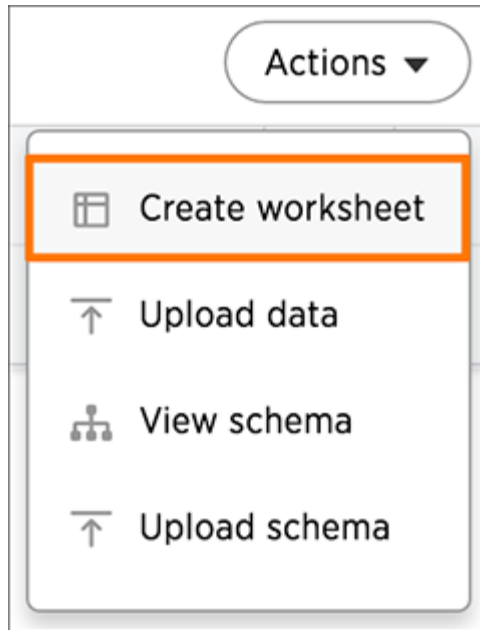 Actions
Create worksheet
Upload data
View schema
Upload schema